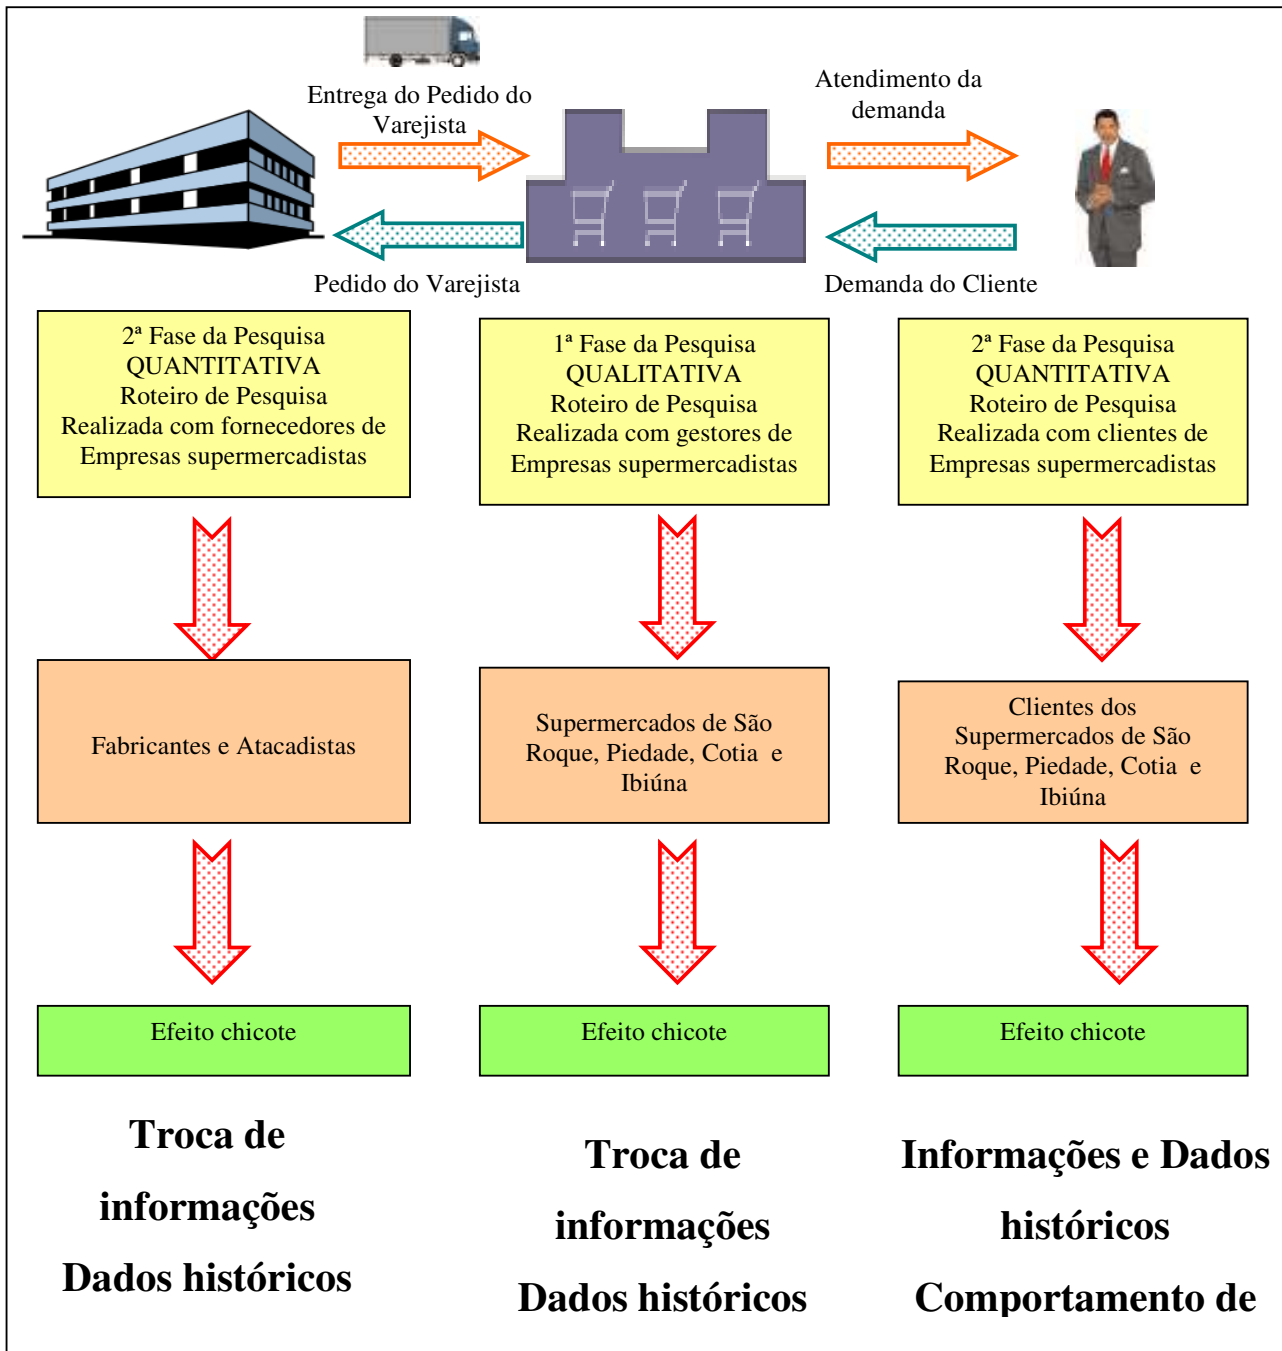 Entrega do Pedido do
Varejista
Atendimento da
demanda
Pedido do Varejista
Demanda do Cliente
2ª Fase da Pesquisa
QUANTITATIVA
Roteiro de Pesquisa
Realizada com fornecedores de
Empresas supermercadistas
1ª Fase da Pesquisa
QUALITATIVA
Roteiro de Pesquisa
Realizada com gestores de
Empresas supermercadistas
2ª Fase da Pesquisa
QUANTITATIVA
Roteiro de Pesquisa
Realizada com clientes de
Empresas supermercadistas
Fabricantes e Atacadistas
Supermercados de São
Roque, Piedade, Cotia e
Ibiúna
Clientes dos
Supermercados de São
Roque, Piedade, Cotia e
Ibiúna
Efeito chicote
Efeito chicote
Efeito chicote
Troca de
informações
Dados históricos
Troca de
informações
Dados históricos
Informações e Dados
históricos
Comportamento de